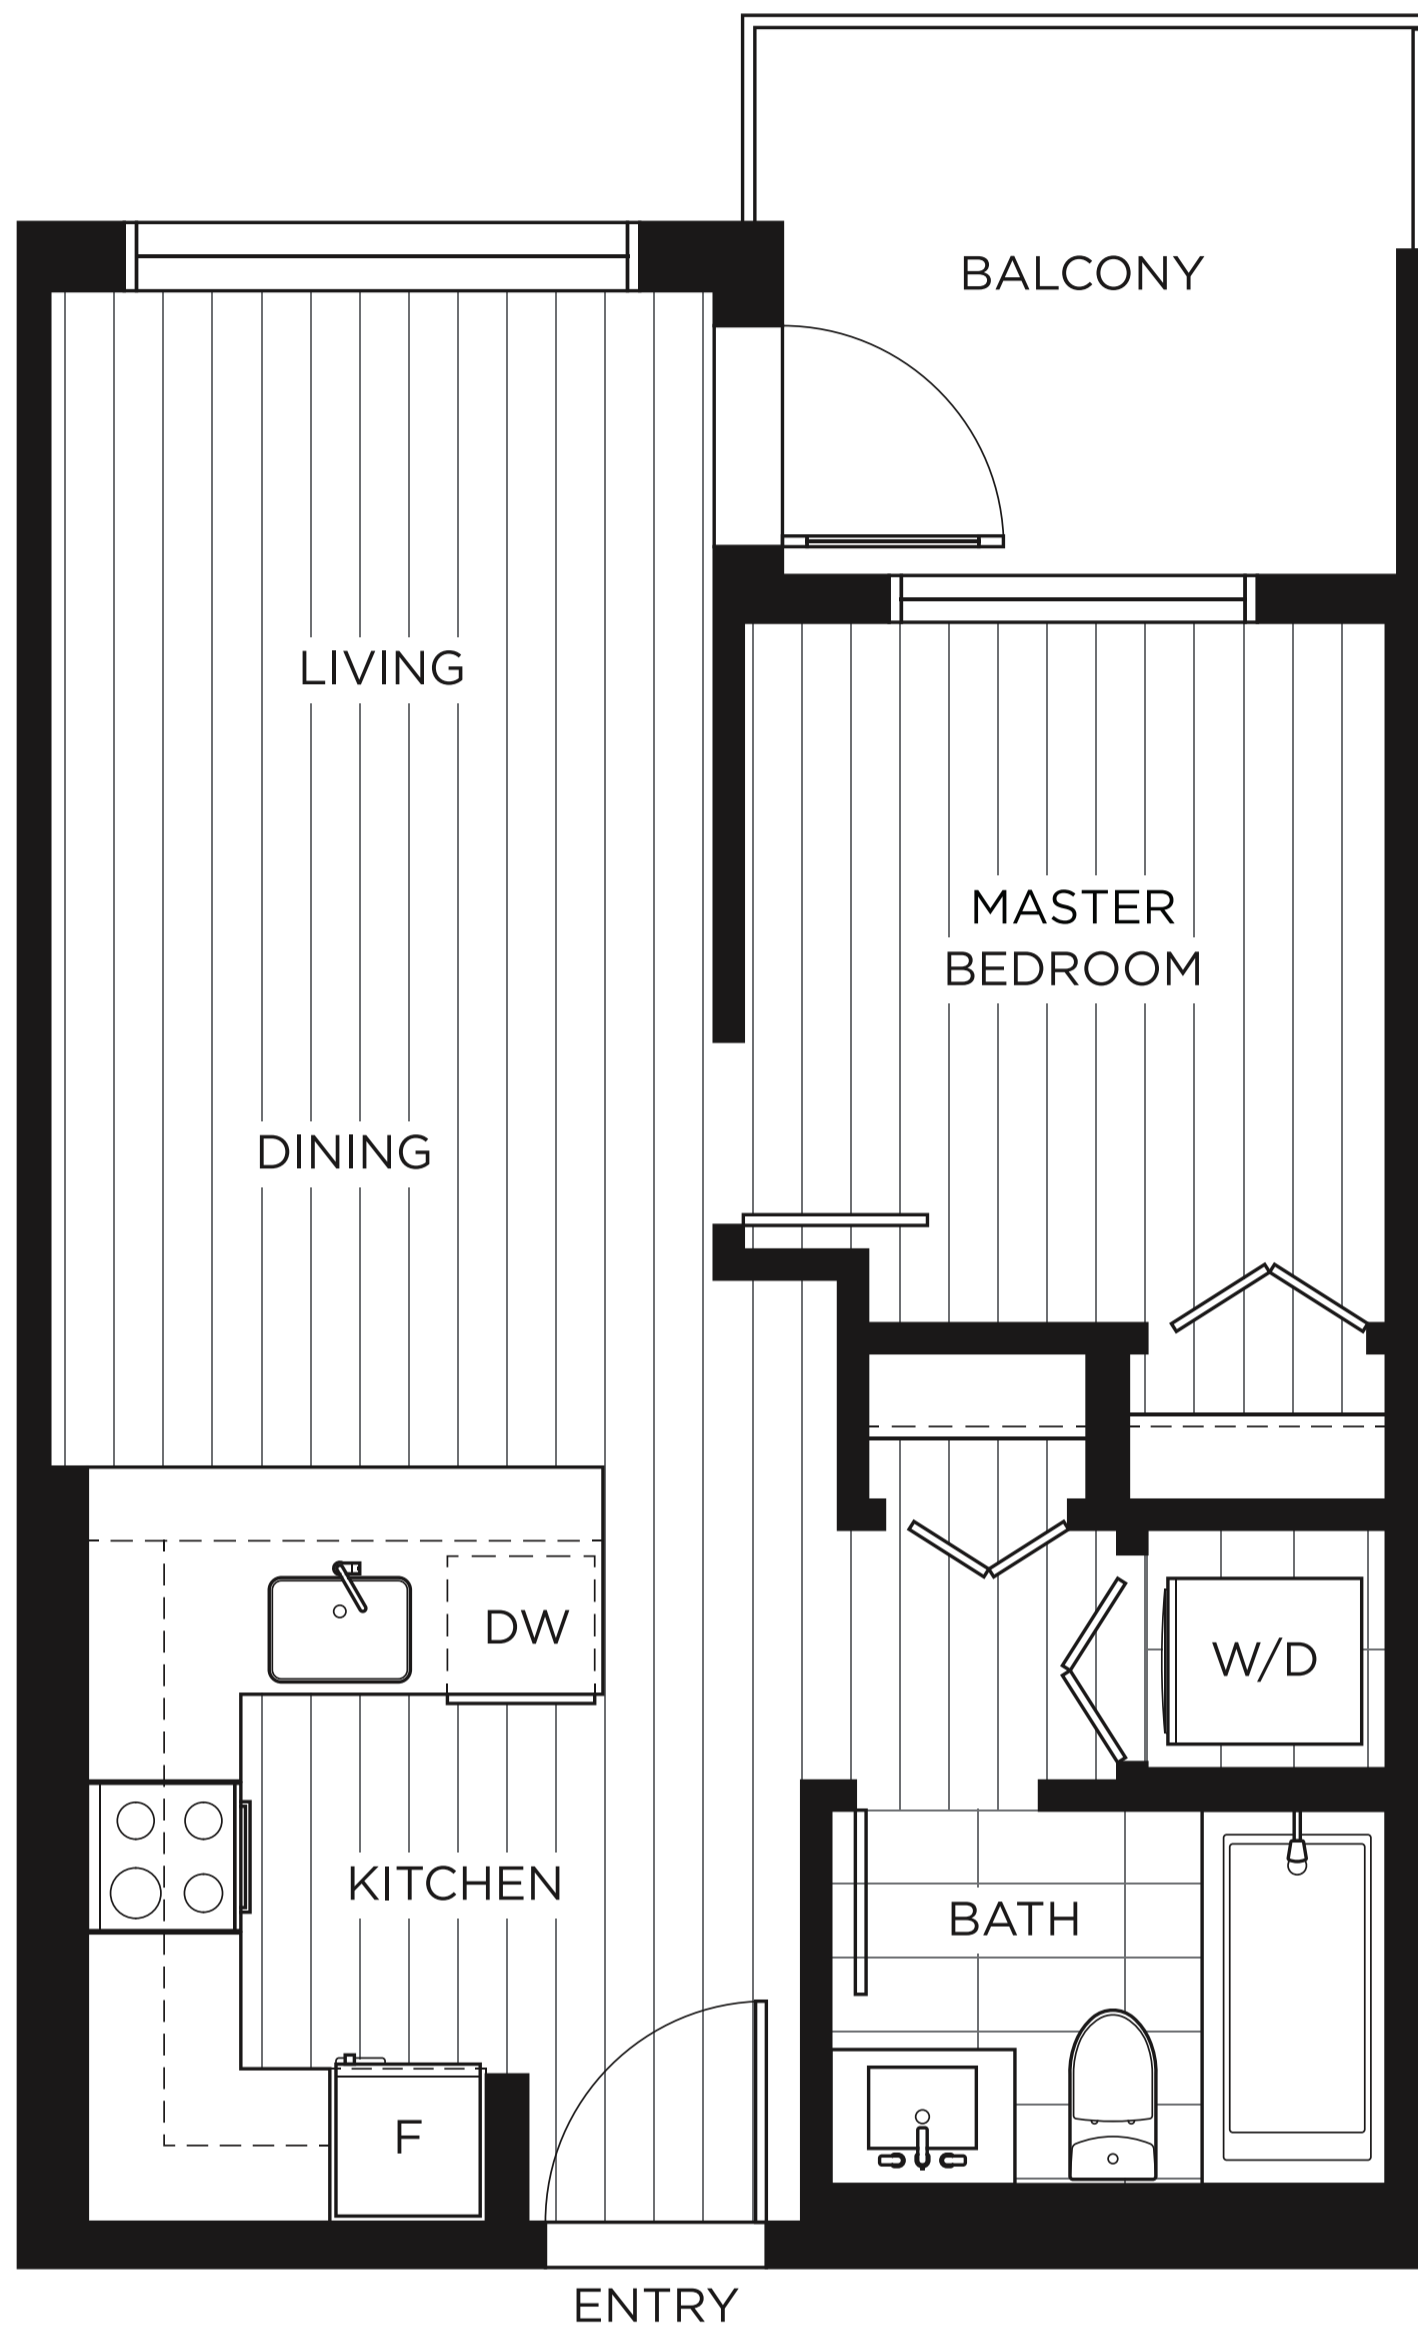 BALCONY
LIVING
MASTER
BEDROOM
DINING
DW
W/D
KITCHEN
BATH
F
ENTRY